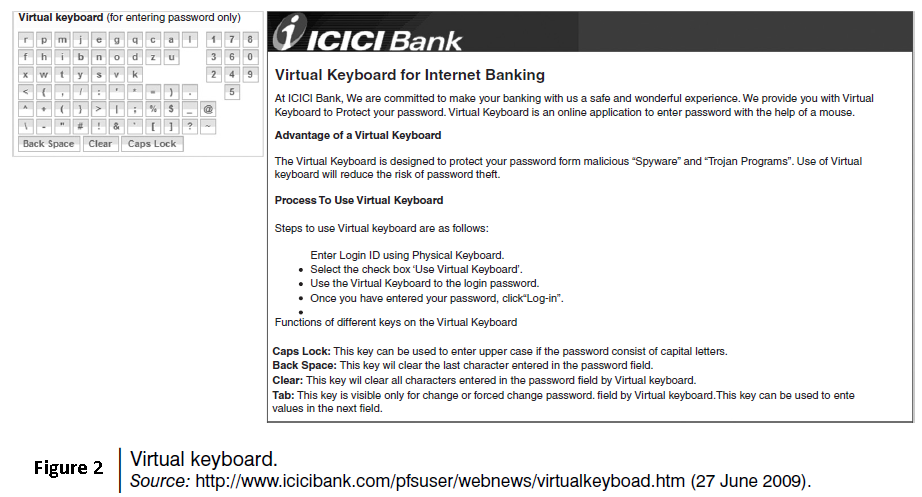 Virtual keyboard (for entering password only)
r p m j e g q c a l 1 7 8
f h i b n o d z u 3 6 0
x w t y s v k 2 4 9
< { , / : = } . 5
^ + ( ) > | ; % $ _ @
\ - " # ! & [ ] ? ~
Back Space Clear Caps Lock
ICICI Bank
Virtual Keyboard for Internet Banking
At ICICI Bank, We are committed to make your banking with us a safe and wonderful experience. We provide you with Virtual
Keyboard to Protect your password. Virtual Keyboard is an online application to enter password with the help of a mouse.
Advantage of a Virtual Keyboard
The Virtual Keyboard is designed to protect your password form malicious “Spyware” and “Trojan Programs”. Use of Virtual
keyboard will reduce the risk of password theft.
Process To Use Virtual Keyboard
Steps to use Virtual keyboard are as follows:
Enter Login ID using Physical Keyboard.
• Select the check box ‘Use Virtual Keyboard’.
• Use the Virtual Keyboard to the login password.
• Once you have entered your password, click“Log-in”.
•
Functions of different keys on the Virtual Keyboard
Caps Lock: This key can be used to enter upper case if the password consist of capital letters.
Back Space: This key wil clear the last character entered in the password field.
Clear: This key wil clear all characters entered in the password field by Virtual keyboard.
Tab: This key is visible only for change or forced change password. field by Virtual keyboard.This key can be used to ente
values in the next field.
Figure 2
Virtual keyboard.
Source: http://www.icicibank.com/pfsuser/webnews/virtualkeyboad.htm (27 June 2009).